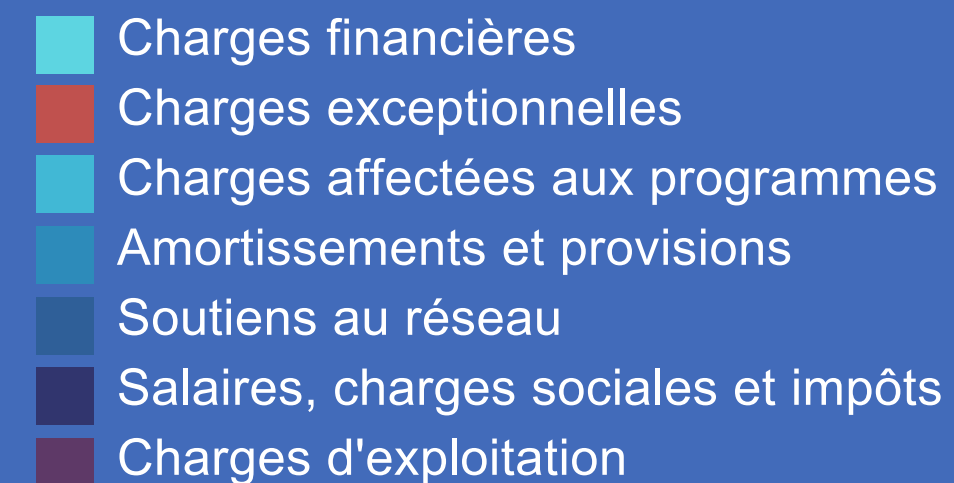 Charges financières
Charges exceptionnelles
Charges affectées aux programmes
Amortissements et provisions
Soutiens au réseau
Salaires, charges sociales et impôts
Charges d'exploitation